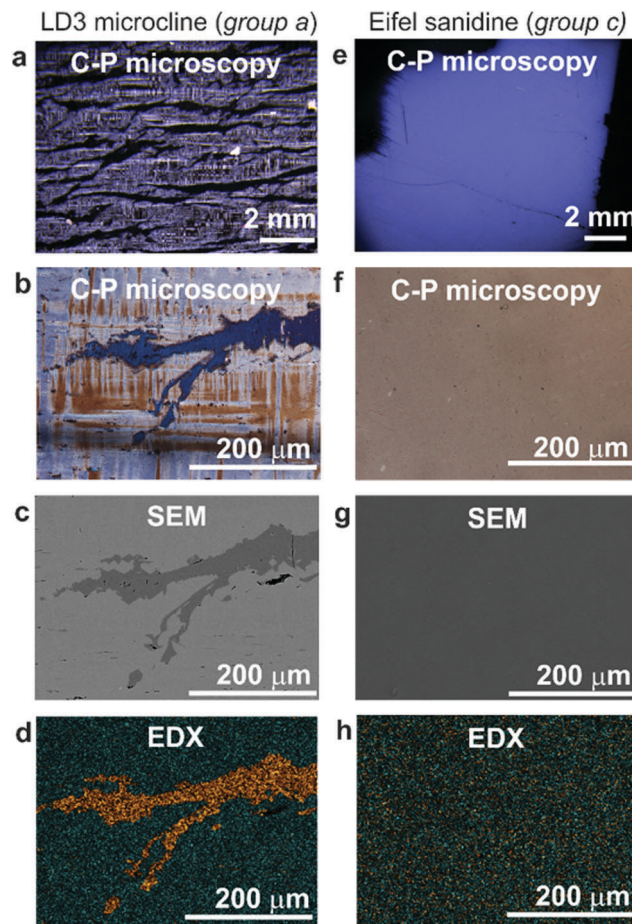 LD3 microcline (group a)
Eifel sanidine (group c)
a
C-P microscopy
2 mm
e
C-P microscopy
2 mm
b
C-P microscopy
200 μm
f
C-P microscopy
200 μm
c
SEM
200 μm
g
SEM
200 μm
d
EDX
200 μm
h
EDX
200 μm